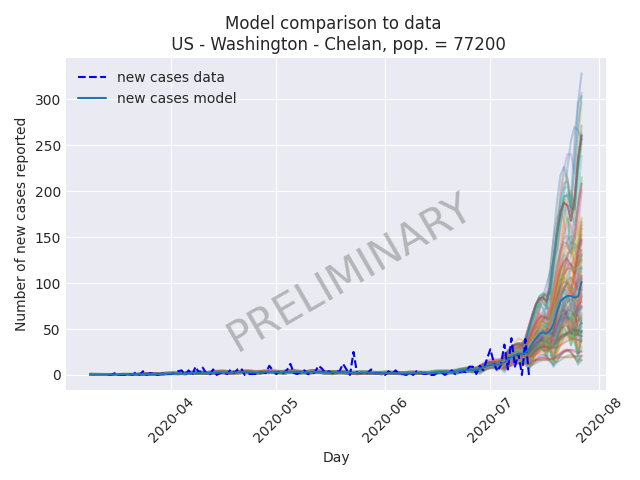 Model comparison to data
US - Washington - Chelan, pop. = 77200
new cases data
new cases model
Number of new cases reported
300
250
200
150
100
50
0
PRELIMINARY
2020-04
2020-05
2020-06
2020-07
2020-08
Day